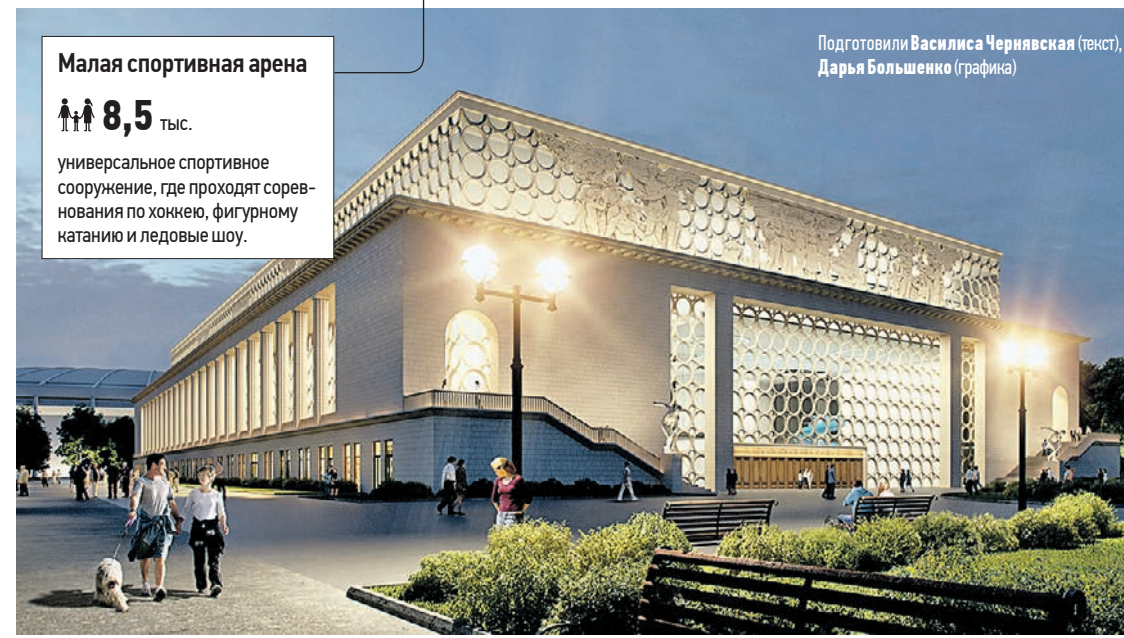 Малая спортивная арена
8,5 тыс.
универсальное спортивное
сооружение, где проходят сорев-
нования по хоккею, фигурному
катанию и ледовые шоу.
Подготовили Василиса Чернявская (текст),
Дарья Большенко (графика)